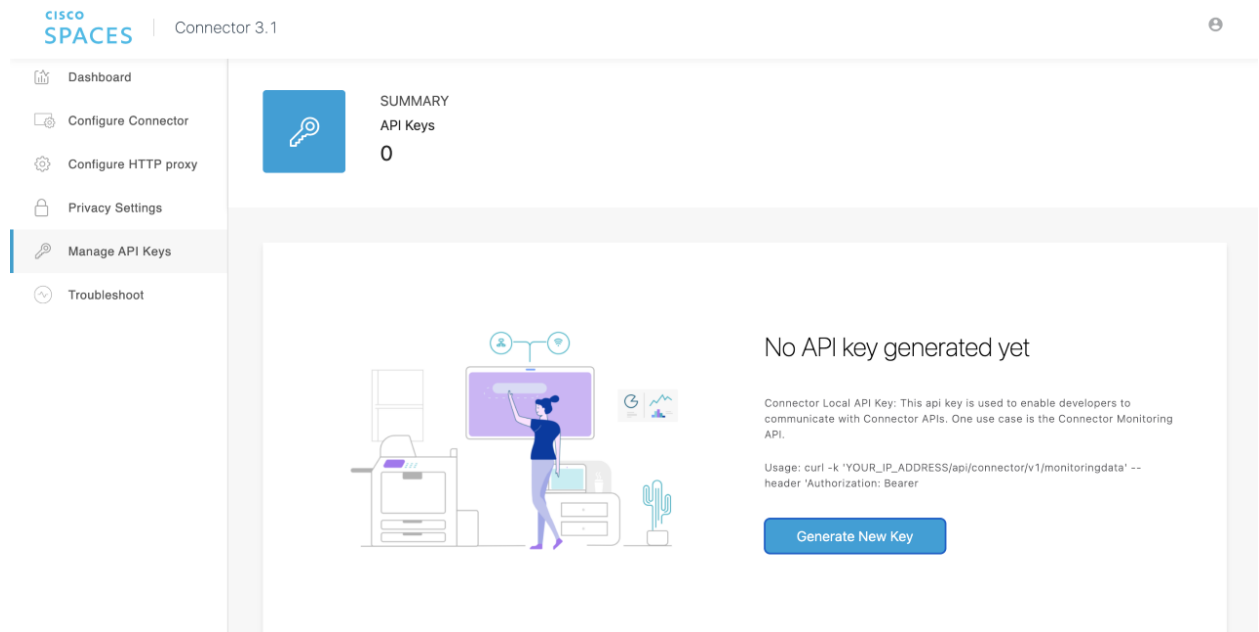 CISCO
SPACES
Connector 3.1
Dashboard
Configure Connector
Configure HTTP proxy
Privacy Settings
Manage API Keys
Troubleshoot
SUMMARY
API Keys
0
No API key generated yet
Connector Local API Key: This api key is used to enable developers to
communicate with Connector APIs. One use case is the Connector Monitoring
API.
Usage: curl -k 'YOUR_IP_ADDRESS/api/connector/v1/monitoringdata' --
header 'Authorization: Bearer
Generate New Key